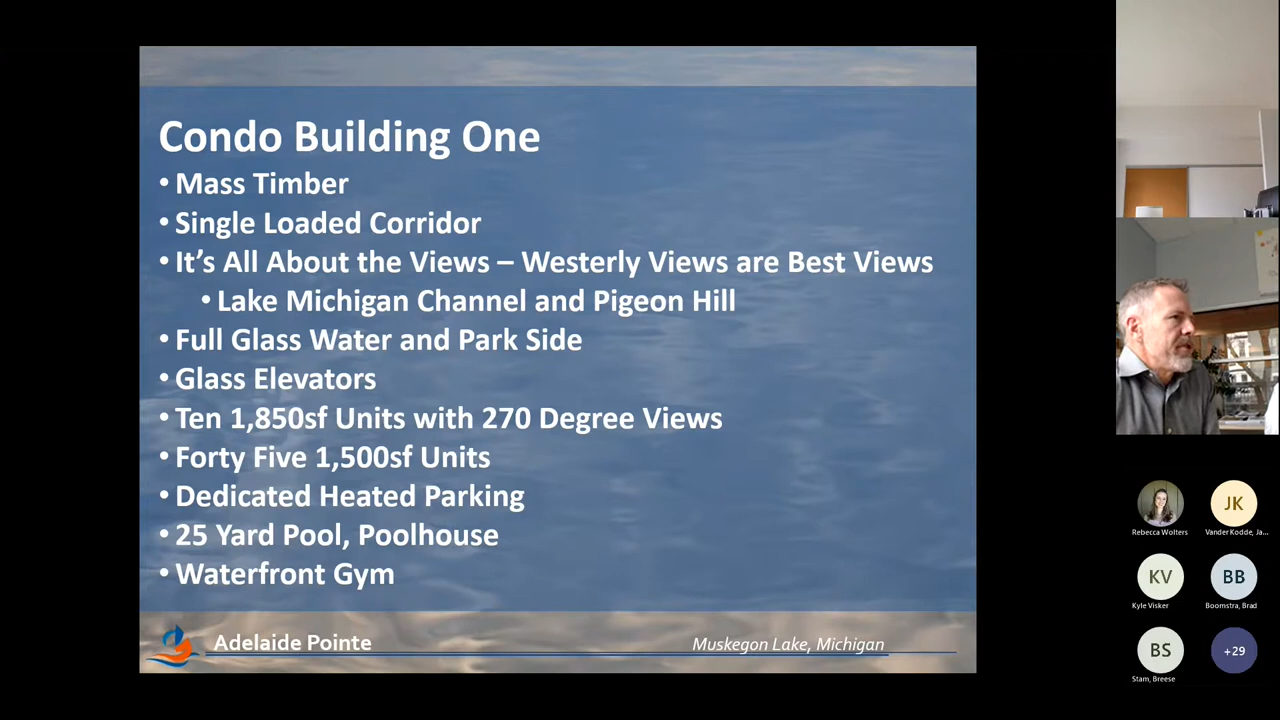 Condo Building One
• Mass Timber
• Single Loaded Corridor
• It's All About the Views – Westerly Views are Best Views
• Lake Michigan Channel and Pigeon Hill
• Full Glass Water and Park Side
• Glass Elevators
• Ten 1,850sf Units with 270 Degree Views
• Forty Five 1,500sf Units
• Dedicated Heated Parking
• 25 Yard Pool, Poolhouse
• Waterfront Gym
Adelaide Pointe
Muskegon Lake, Michigan
Rebecca Wolters
JK
Vander Kodde, Ja...
KV
Kyle Visker
BB
Boomstra, Brad
BS
Stam, Breese
+29